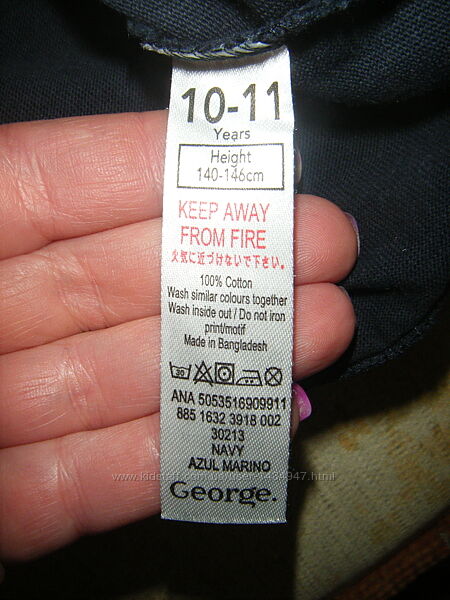 10-11
Years
Height
140-146cm
KEEP AWAY
FROM FIRE
火気に近づけないで下さい。
100% Cotton
Wash similar colours together
Wash inside out / Do not iron
print/motif
Made in Bangladesh
30
ANA 5053516909911
885 1632 3918 002
30213
NAVY
AZUL MARINO
George.